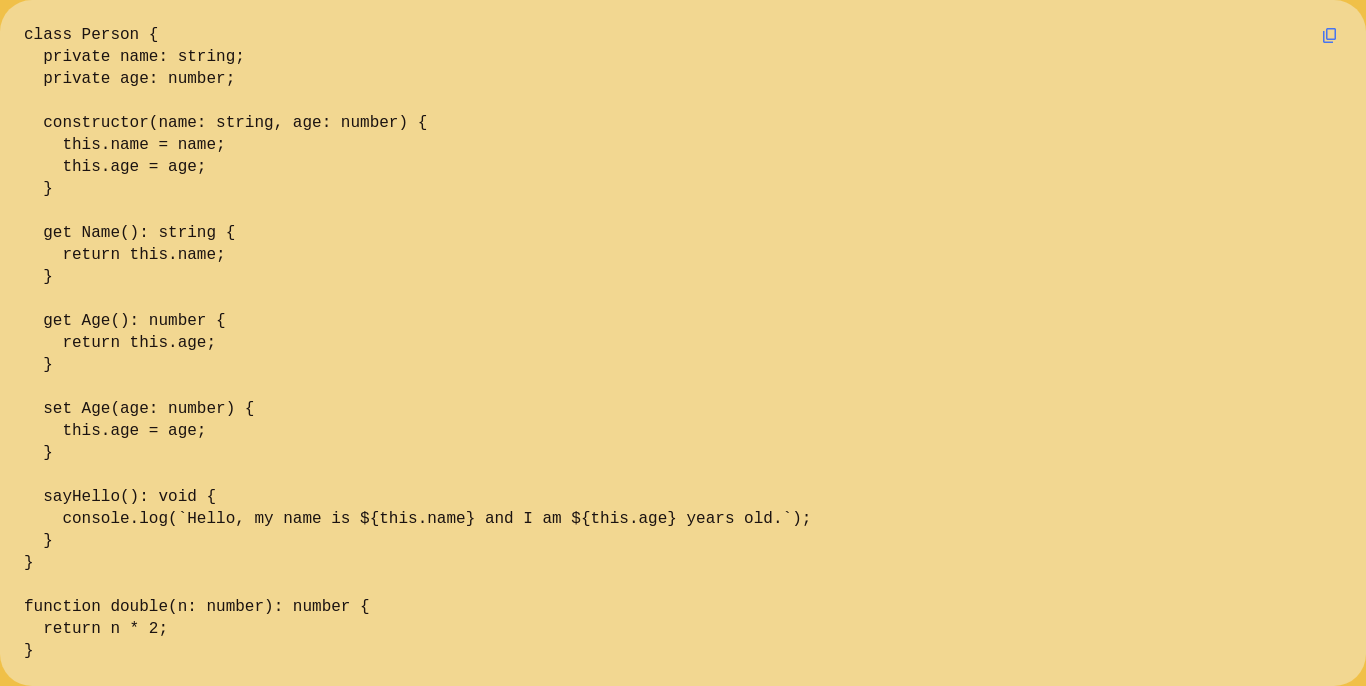 class Person {
  private name: string;
  private age: number;

  constructor(name: string, age: number) {
    this.name = name;
    this.age = age;
  }

  get Name(): string {
    return this.name;
  }

  get Age(): number {
    return this.age;
  }

  set Age(age: number) {
    this.age = age;
  }

  sayHello(): void {
    console.log(`Hello, my name is ${this.name} and I am ${this.age} years old.`);
  }
}

function double(n: number): number {
  return n * 2;
}